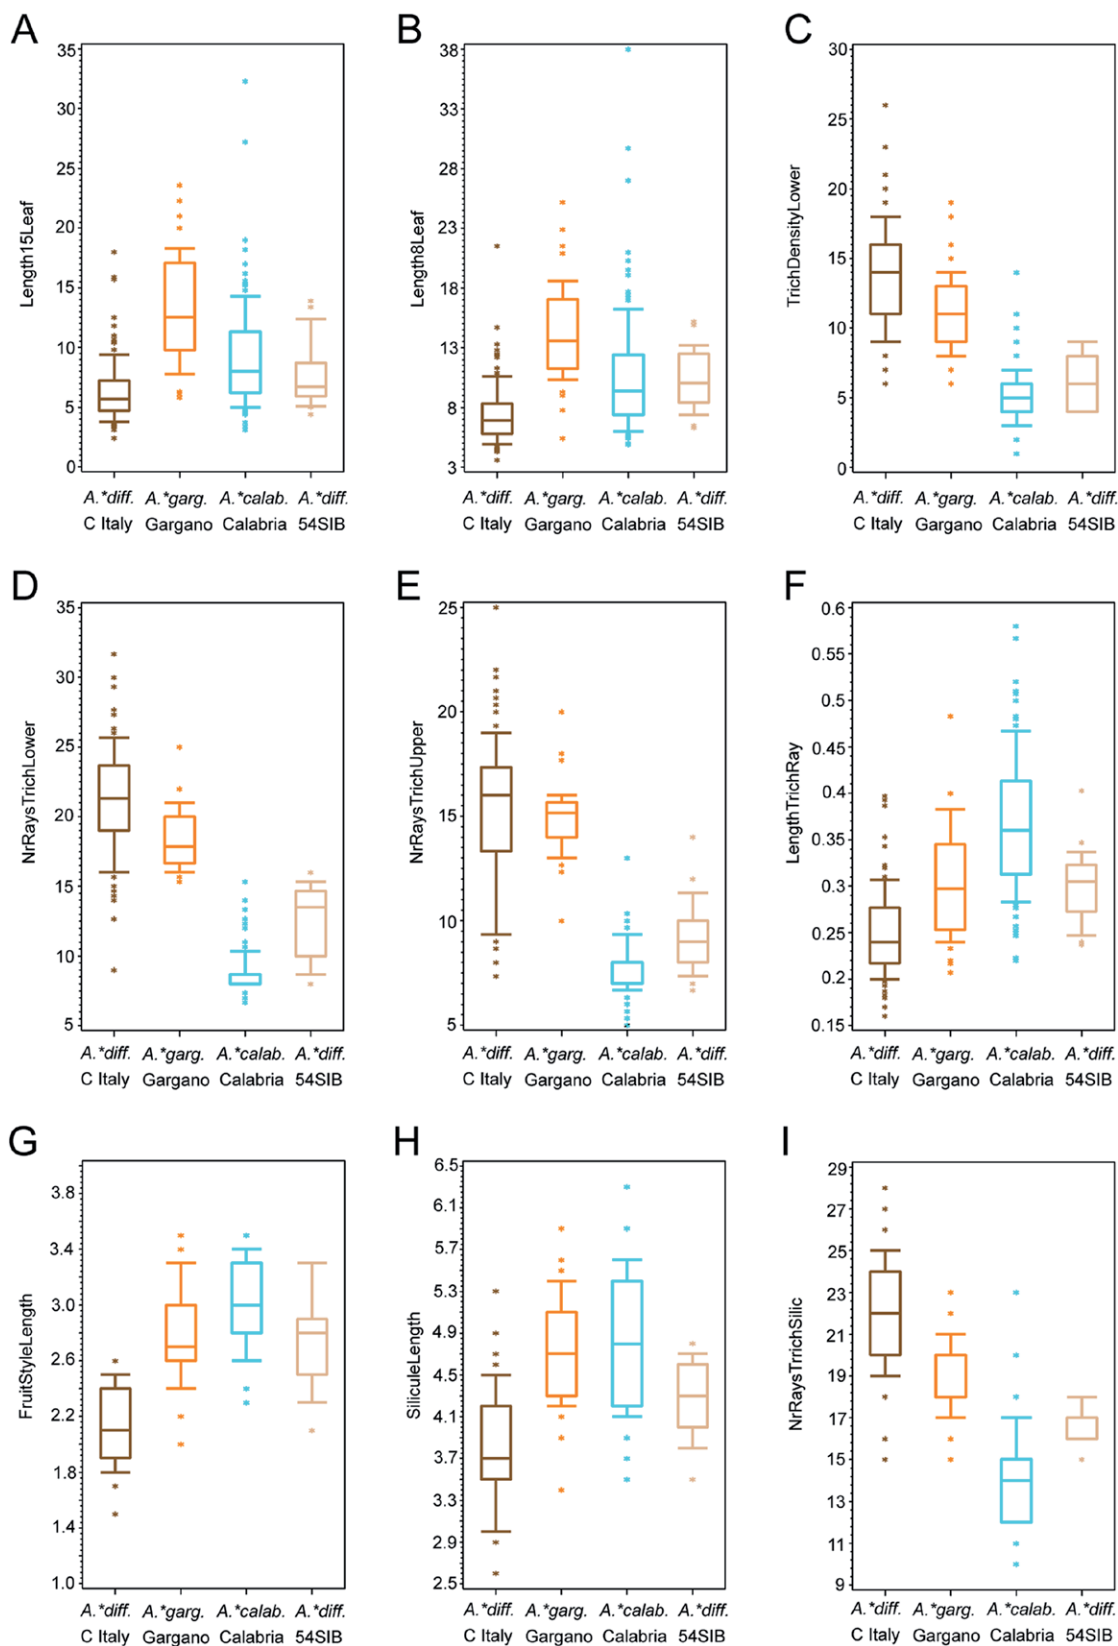 A
B
C
Length15Leaf
35
30
25
20
15
10
5
0
A.*diff. A.*garg. A.*calab. A.*diff.
C Italy Gargano Calabria 54SIB
Length8Leaf
38
33
28
23
18
13
8
3
A.*diff. A.*garg. A.*calab. A.*diff.
C Italy Gargano Calabria 54SIB
TrichDensityLower
30
25
20
15
10
5
0
A.*diff. A.*garg. A.*calab. A.*diff.
C Italy Gargano Calabria 54SIB
D
E
F
NrRaysTrichLower
35
30
25
20
15
10
5
A.*diff. A.*garg. A.*calab. A.*diff.
C Italy Gargano Calabria 54SIB
NrRaysTrichUpper
25
20
15
10
5
A.*diff. A.*garg. A.*calab. A.*diff.
C Italy Gargano Calabria 54SIB
LengthTrichRay
0.6
0.55
0.5
0.45
0.4
0.35
0.3
0.25
0.2
0.15
A.*diff. A.*garg. A.*calab. A.*diff.
C Italy Gargano Calabria 54SIB
G
H
I
FruitStyleLength
3.8
3.4
3.0
2.6
2.2
1.8
1.4
1.0
A.*diff. A.*garg. A.*calab. A.*diff.
C Italy Gargano Calabria 54SIB
SiliculeLength
6.5
6.1
5.7
5.3
4.9
4.5
4.1
3.7
3.3
2.9
2.5
A.*diff. A.*garg. A.*calab. A.*diff.
C Italy Gargano Calabria 54SIB
NrRaysTrrichSilic
29
27
25
23
21
19
17
15
13
11
9
A.*diff. A.*garg. A.*calab. A.*diff.
C Italy Gargano Calabria 54SIB